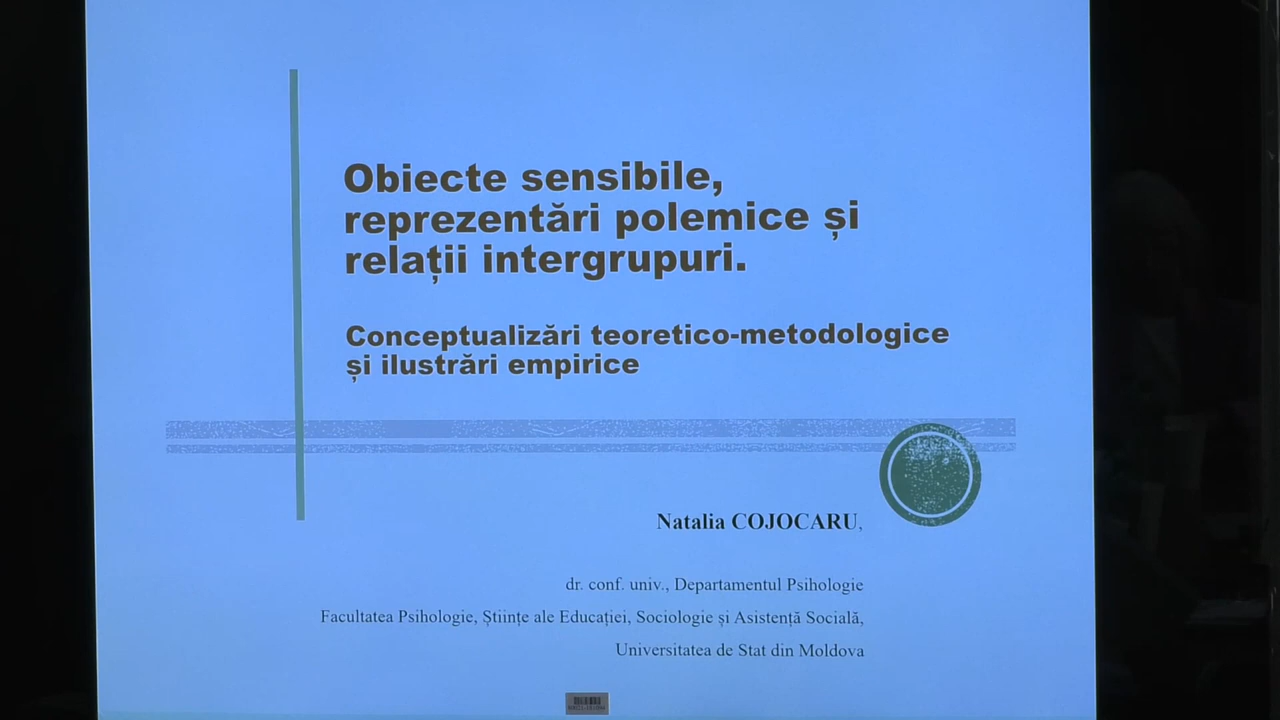 Obiecte sensibile,
reprezentări polemice și
relații intergrupuri.
Conceptualizări teoretico-metodologice
și ilustrări empirice
Natalia COJOCARU,
dr. conf. univ., Departamentul Psihologie
Facultatea Psihologie, Științe ale Educației, Sociologie și Asistență Socială,
Universitatea de Stat din Moldova